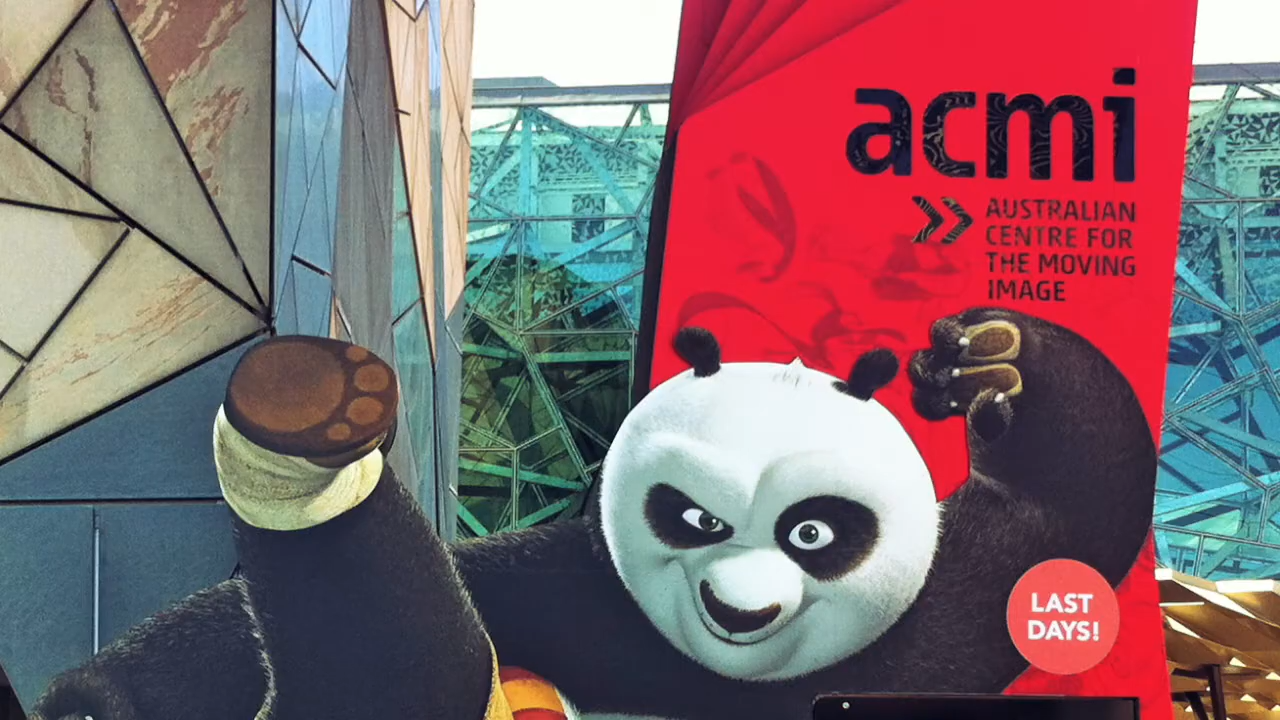 acmi
AUSTRALIAN
CENTRE FOR
THE MOVING
IMAGE
LAST
DAYS!